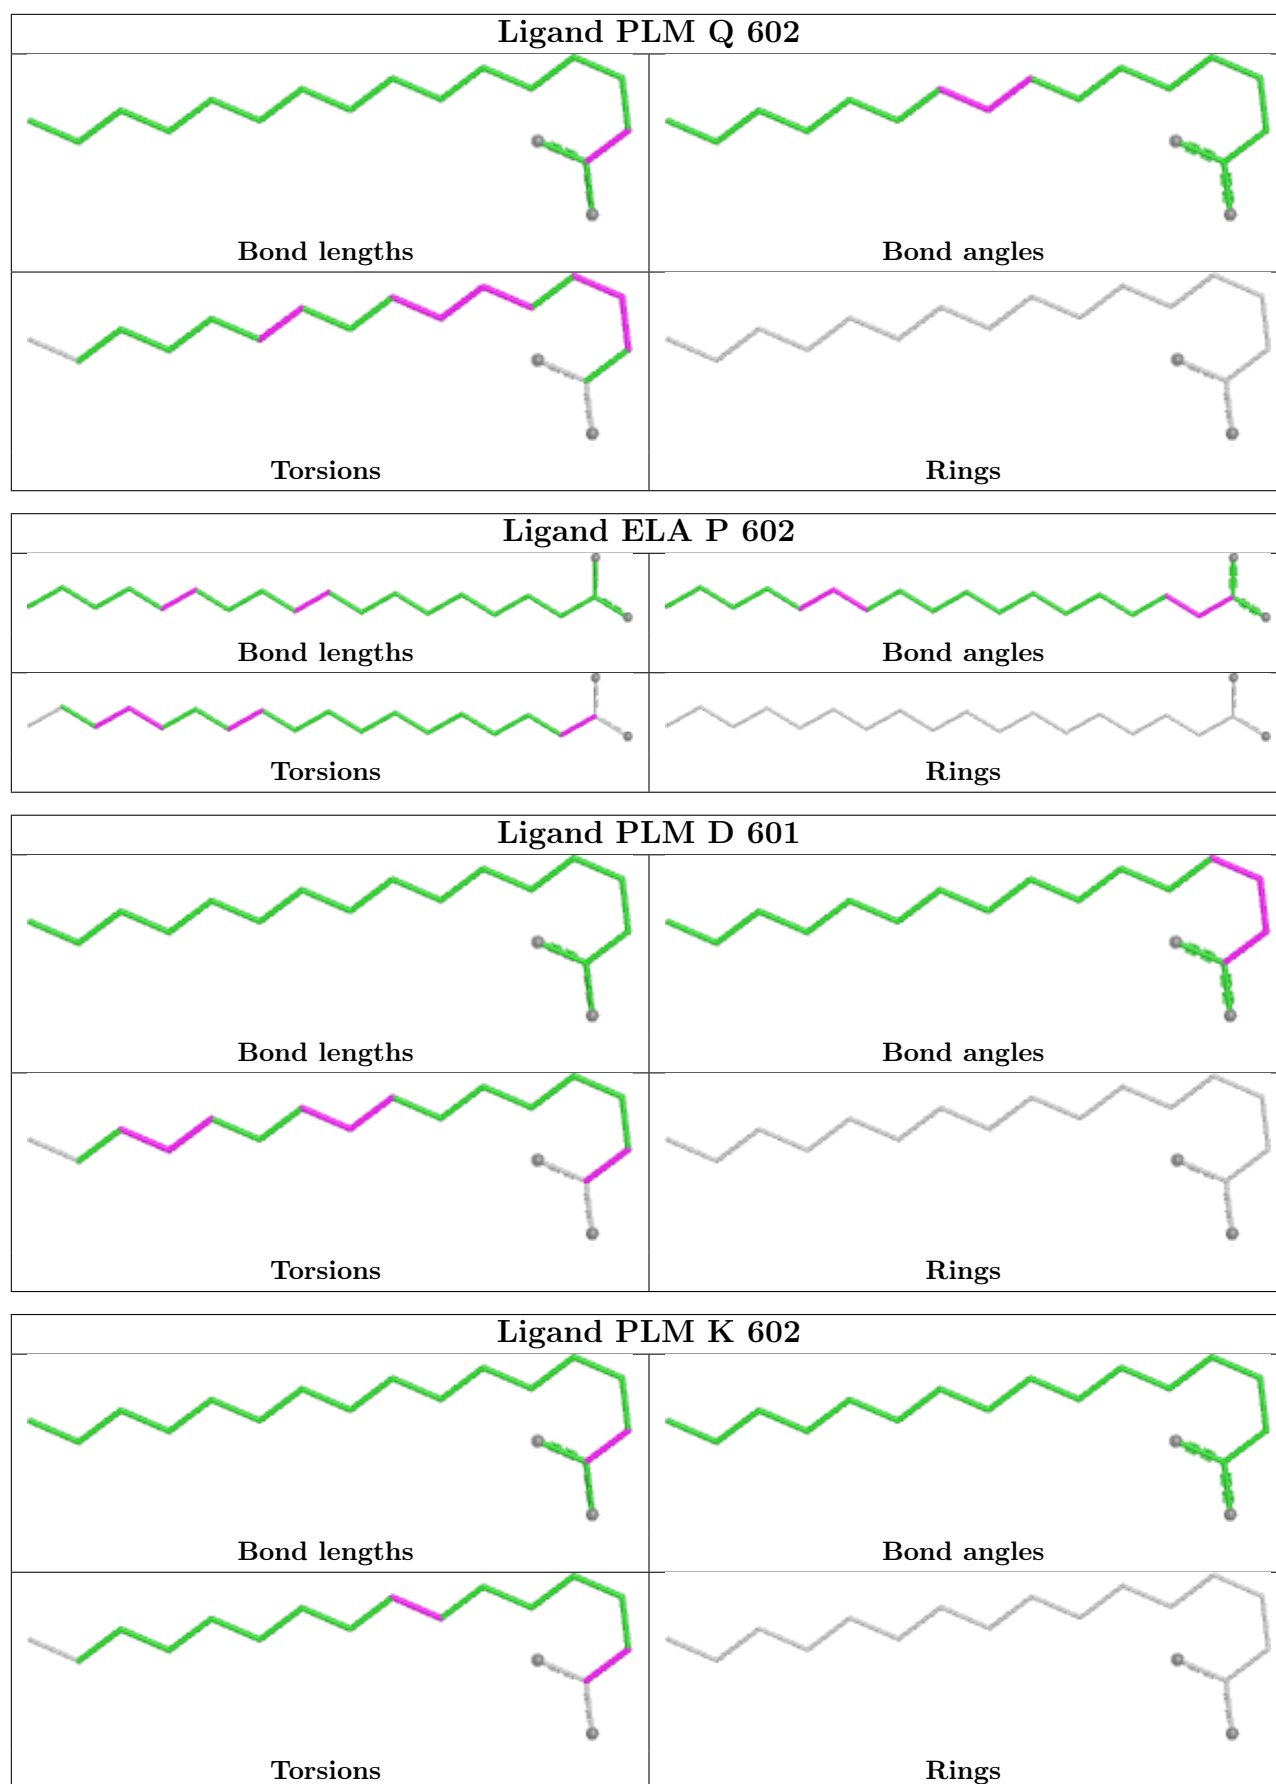 Ligand PLM Q 602
Bond lengths
Bond angles
Torsions
Rings
Ligand ELA P 602
Bond lengths
Bond angles
Torsions
Rings
Ligand PLM D 601
Bond lengths
Bond angles
Torsions
Rings
Ligand PLM K 602
Bond lengths
Bond angles
Torsions
Rings